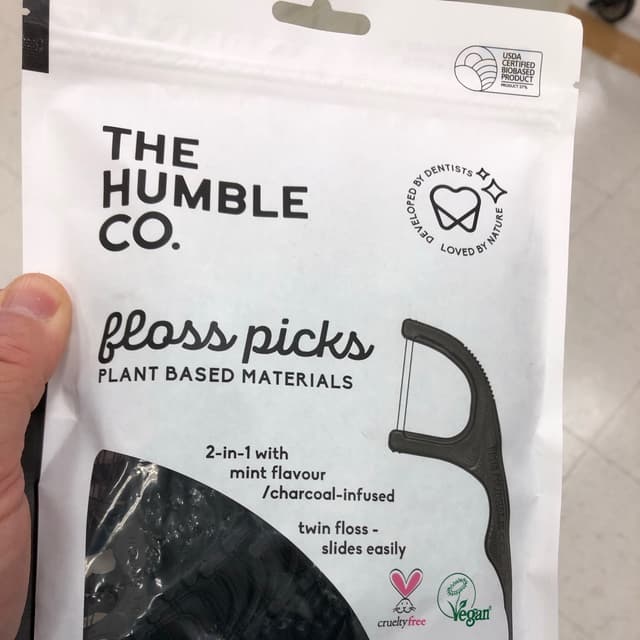 USDA
CERTIFIED
BIOBASED
PRODUCT
THE
HUMBLE
CO.
DEVELOPED BY DENTISTS
LOVED BY NATURE
floss picks
PLANT BASED MATERIALS
2-in-1 with
mint flavour
/charcoal-infused
twin floss -
slides easily
crueltyfree
Vegan